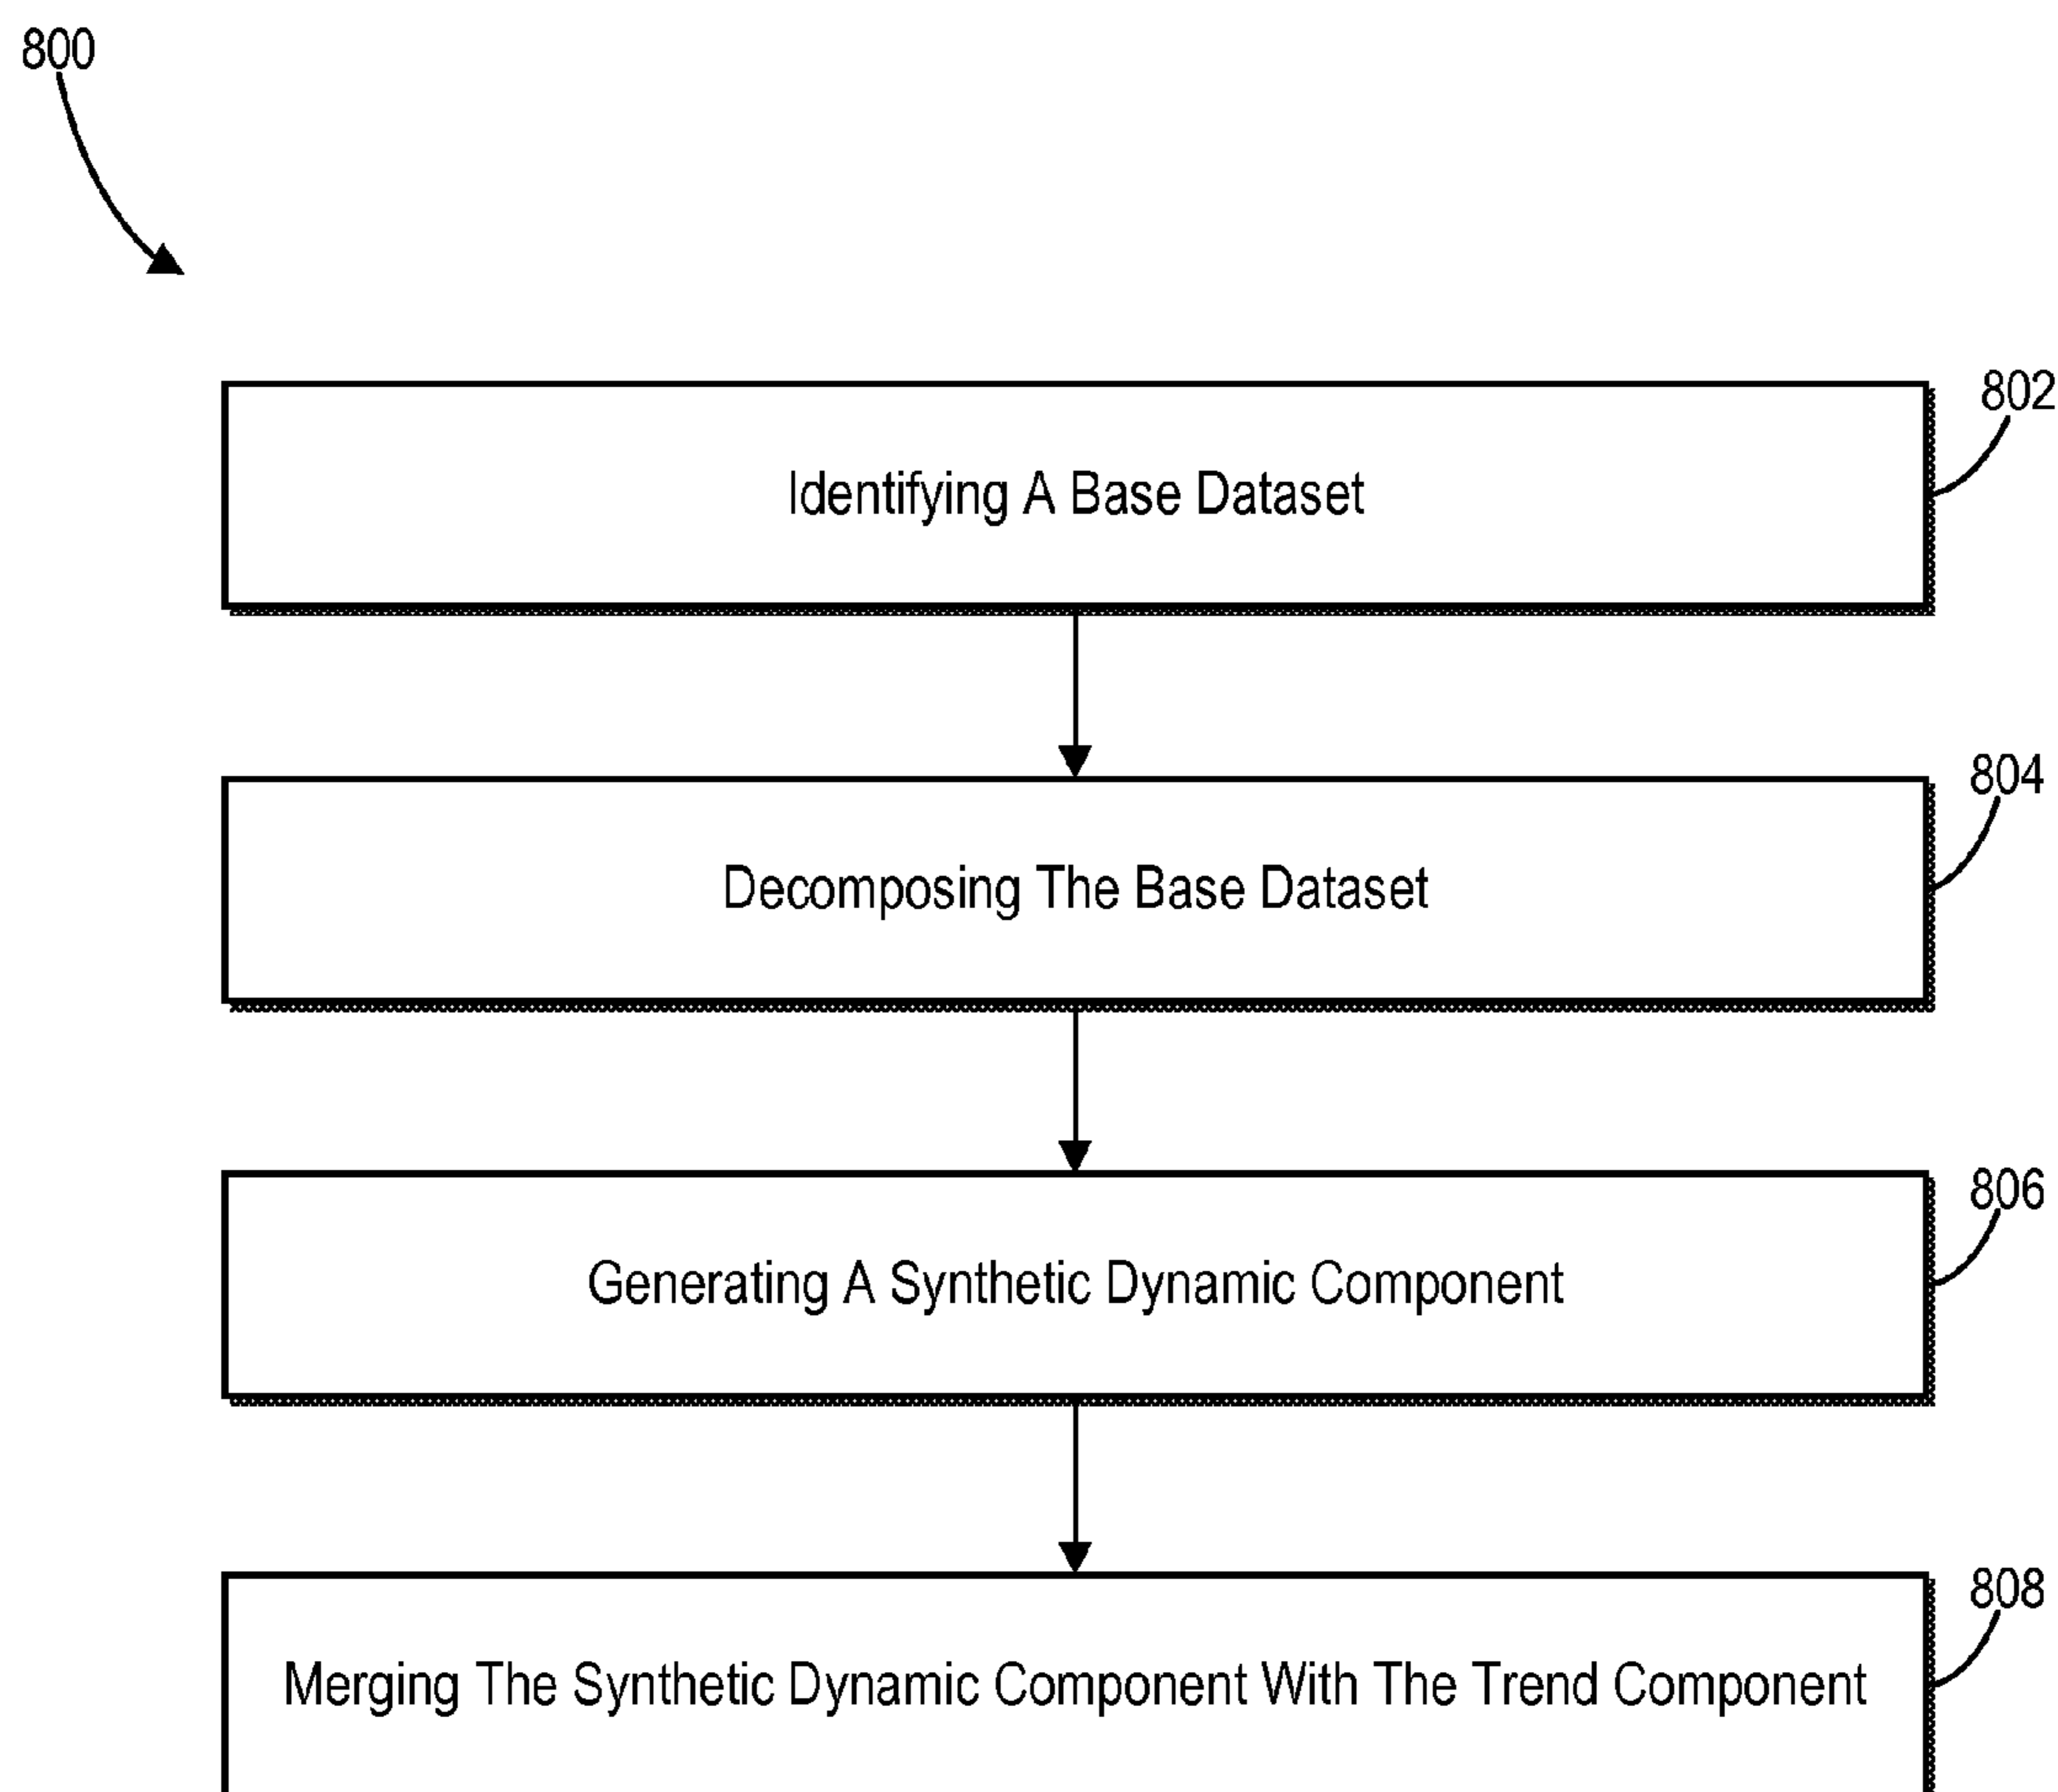 800
802
Identifying A Base Dataset
804
Decomposing The Base Dataset
806
Generating A Synthetic Dynamic Component
808
Merging The Synthetic Dynamic Component With The Trend Component